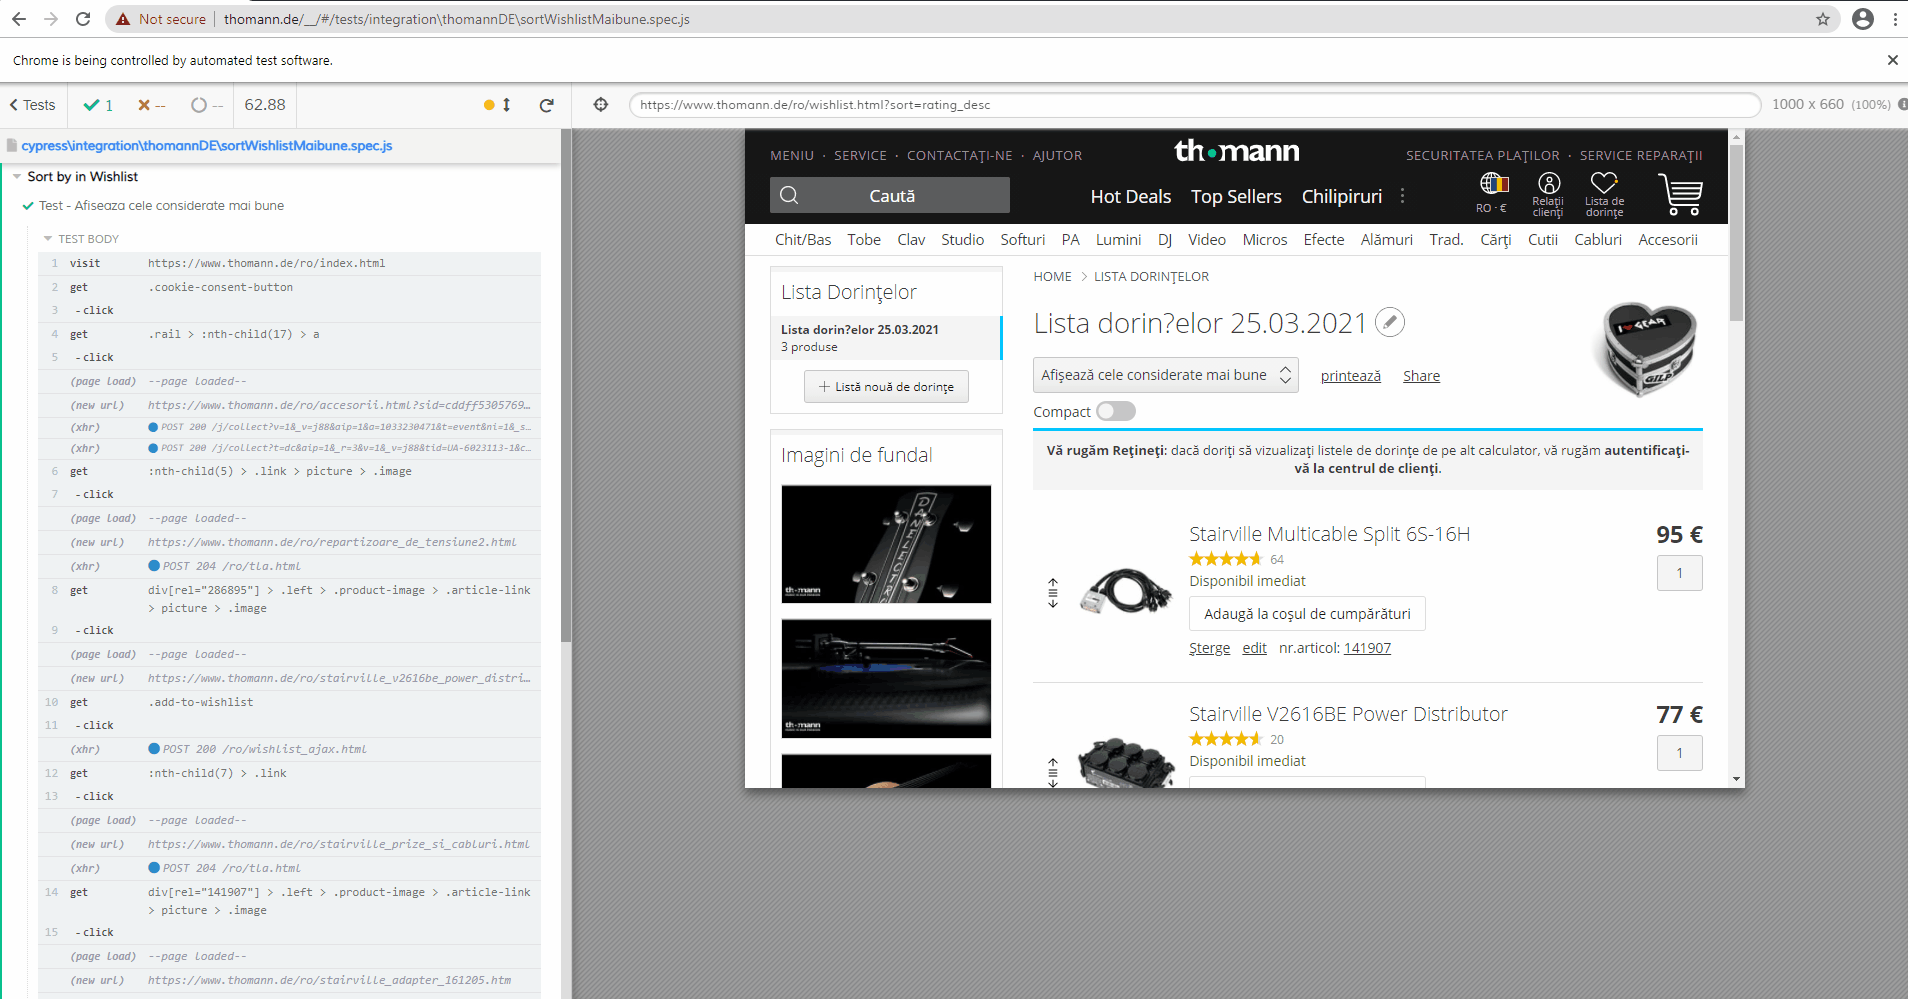 Not secure | thomann.de/__/#/tests/integration\thomannDE\sortWishlistMaibune.spec.js
Chrome is being controlled by automated test software.
Tests 1 -- -- 62.88
https://www.thomann.de/ro/wishlist.html?sort=rating_desc
1000 x 660 (100%)
cypress\integration\thomannDE\sortWishlistMaibune.spec.js
Sort by in Wishlist
Test - Afiseaza cele considerate mai bune
TEST BODY
1 visit https://www.thomann.de/ro/index.html
2 get .cookie-consent-button
3 -click
4 get .rail > :nth-child(17) > a
5 -click
(page load) --page loaded--
(new url) https://www.thomann.de/ro/accesorii.html?sid=cddff5305769...
(xhr) POST 200 /j/collect?v=1&_v=j88&aip=1&a=1033230471&t=event&ni=1&_s...
(xhr) POST 200 /j/collect?t=dc&aip=1&_r=3&v=1&_v=j88&tid=UA-6023113-1&c...
6 get :nth-child(5) > .link > picture > .image
7 -click
(page load) --page loaded--
(new url) https://www.thomann.de/ro/repartizoare_de_tensiune2.html
(xhr) POST 204 /ro/tla.html
8 get div[rel="286895"] > .left > .product-image > .article-link
> picture > .image
9 -click
(page load) --page loaded--
(new url) https://www.thomann.de/ro/stairville_v2616be_power_distri...
10 get .add-to-wishlist
11 -click
(xhr) POST 200 /ro/wishlist_ajax.html
12 get :nth-child(7) > .link
13 -click
(page load) --page loaded--
(new url) https://www.thomann.de/ro/stairville_prize_si_cabluri.html
(xhr) POST 204 /ro/tla.html
14 get div[rel="141907"] > .left > .product-image > .article-link
> picture > .image
15 -click
(page load) --page loaded--
(new url) https://www.thomann.de/ro/stairville_adapter_161205.htm
MENIU · SERVICE · CONTACTAȚI-NE · AJUTOR
th•mann
SECURITATEA PLAȚILOR · SERVICE REPARAȚII
Caută
Hot Deals Top Sellers Chilipiruri
RO · €
Relații
clienți
Lista de
dorințe
Chit/Bas Tobe Clav Studio Softuri PA Lumini DJ Video Micros Efecte Alămuri Trad. Cărți Cutii Cabluri Accesorii
Lista Dorințelor
Lista dorin?elor 25.03.2021
3 produse
+ Listă nouă de dorințe
Imagini de fundal
DANELECTRO
th•mann
th•mann
HOME > LISTA DORINȚELOR
Lista dorin?elor 25.03.2021
Afișează cele considerate mai bune
printează
Share
I ♥ GEAR
GILP
Compact
Vă rugăm Rețineți: dacă doriți să vizualizați listele de dorințe de pe alt calculator, vă rugăm autentificați-
vă la centrul de clienți.
Stairville Multicable Split 6S-16H
95 €
64
1
Disponibil imediat
Adaugă la coșul de cumpărături
Șterge edit nr.articol: 141907
Stairville V2616BE Power Distributor
77 €
20
1
Disponibil imediat